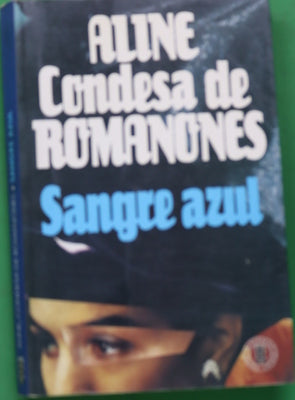 ALINE
Condesa de
ROMANONES
Sangre azul